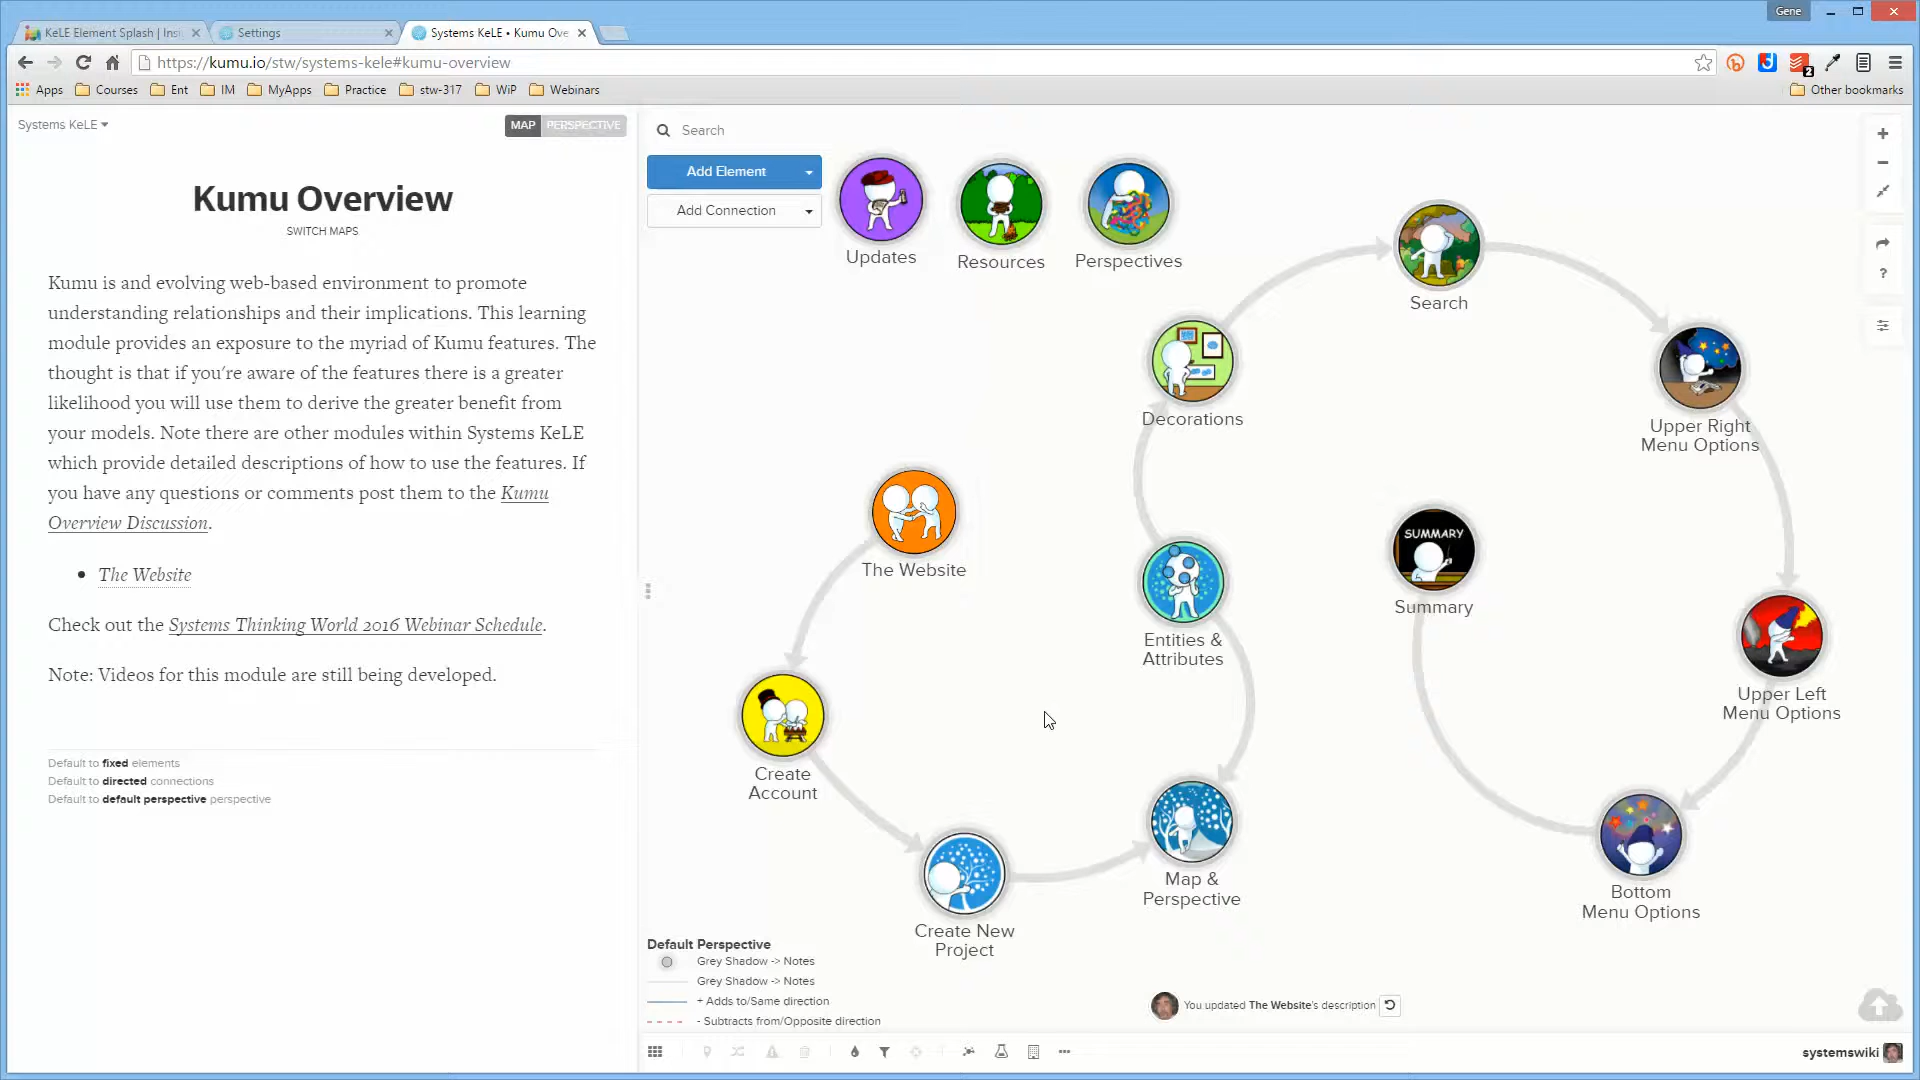 Gene
KeLE Element Splash | Insi
Settings
Systems KeLE • Kumu Ove
https://kumu.io/stw/systems-kele#kumu-overview
2
Apps
Courses
Ent
IM
MyApps
Practice
stw-317
WiP
Webinars
Other bookmarks
Systems KeLE
MAP
PERSPECTIVE
Kumu Overview
SWITCH MAPS
Kumu is and evolving web-based environment to promote
understanding relationships and their implications. This learning
module provides an exposure to the myriad of Kumu features. The
thought is that if you're aware of the features there is a greater
likelihood you will use them to derive the greater benefit from
your models. Note there are other modules within Systems KeLE
which provide detailed descriptions of how to use the features. If
you have any questions or comments post them to the Kumu
Overview Discussion.
• The Website
Check out the Systems Thinking World 2016 Webinar Schedule.
Note: Videos for this module are still being developed.
Default to fixed elements
Default to directed connections
Default to default perspective perspective
Search
Add Element
Add Connection
Updates
Resources
Perspectives
Search
Decorations
Upper Right
Menu Options
The Website
SUMMARY
Summary
Entities &
Attributes
Upper Left
Menu Options
Create
Account
Map &
Perspective
Bottom
Menu Options
Create New
Project
Default Perspective
Grey Shadow -> Notes
Grey Shadow -> Notes
+ Adds to/Same direction
- Subtracts from/Opposite direction
You updated The Website's description
systemswiki